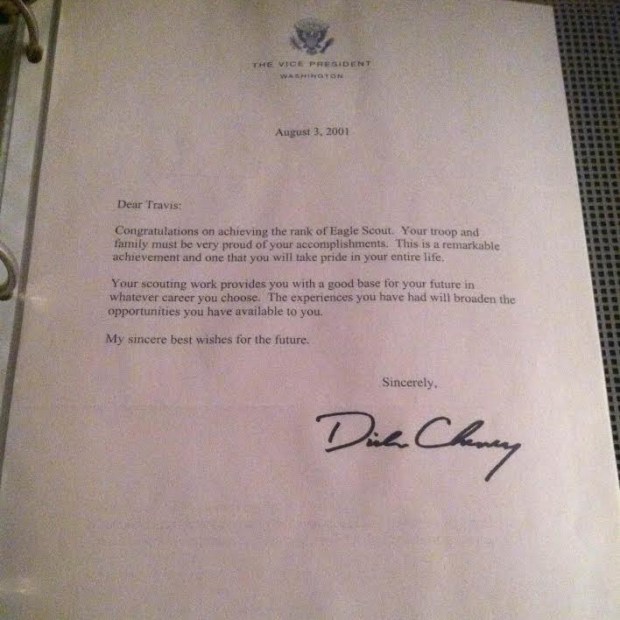 THE VICE PRESIDENT
WASHINGTON
August 3, 2001
Dear Travis:
Congratulations on achieving the rank of Eagle Scout. Your troop and
family must be very proud of your accomplishments. This is a remarkable
achievement and one that you will take pride in your entire life.
Your scouting work provides you with a good base for your future in
whatever career you choose. The experiences you have had will broaden the
opportunities you have available to you.
My sincere best wishes for the future.
Sincerely,
Dick Cheney